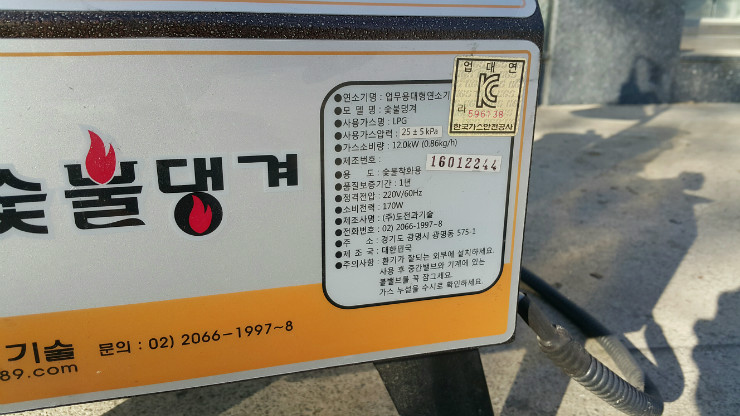 업 대 연
KC
라
596738
한국가스안전공사
●연소기명 : 업무용대형연소기
●모 델 명 : 숯불댕겨
●사용가스명 : LPG
●사용가스압력 : 25 ± 5 kPa
●가스소비량 : 12.0kW (0.86kg/h)
●제조번호 : 16012244
●용 도 : 숯불착화용
●품질보증기간 : 1년
●정격전압 : 220V/60Hz
●소비전력 : 170W
●제조사명 : (주)도전과기술
●전화번호 : 02) 2066-1997~8
●주 소 : 경기도 광명시 광명동 575-1
●제 조 국 : 대한민국
●주의사항 : 환기가 잘되는 외부에 설치하세요.
사용 후 중간밸브와 기계에 있는
볼밸브를 꼭 잠그세요.
가스 누설을 수시로 확인하세요.
숯불댕겨
기술 문의 : 02) 2066-1997~8
89.com